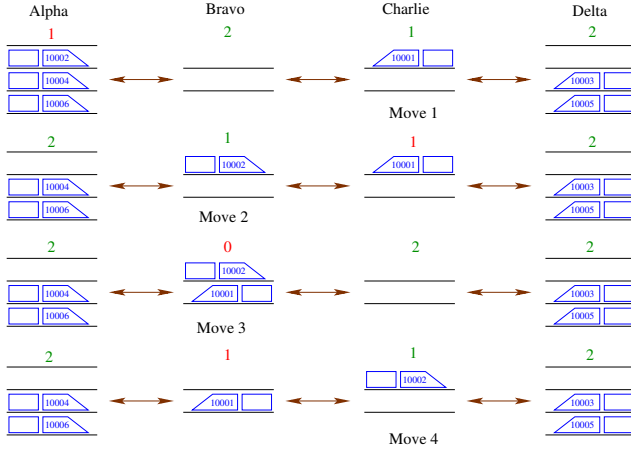 Alpha Bravo Charlie Delta
1 2 1 2
10002 10001
10004 10003
10006 10005
Move 1
2 1 1 2
10002 10001
10004 10003
10006 10005
Move 2
2 0 2 2
10002
10004 10001 10003
10006 10005
Move 3
2 1 1 2
10002
10004 10001 10003
10006 10005
Move 4